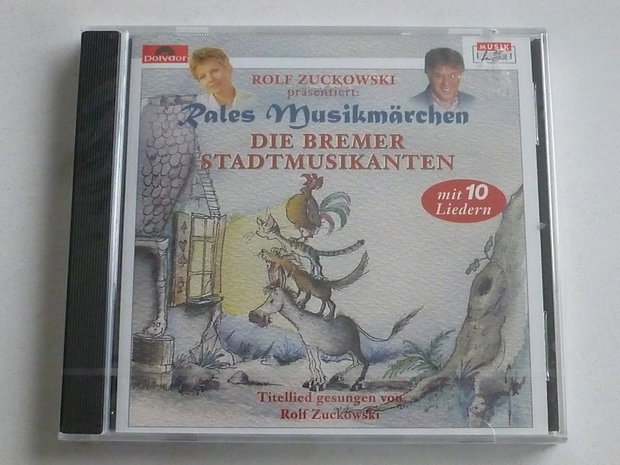 Polydor
MUSIK
ROLF ZUCKOWSKI
präsentiert:
Rales Musikmärchen
DIE BREMER
STADTMUSIKANTEN
mit 10
Liedern
Titellied gesungen von
Rolf Zuckowski